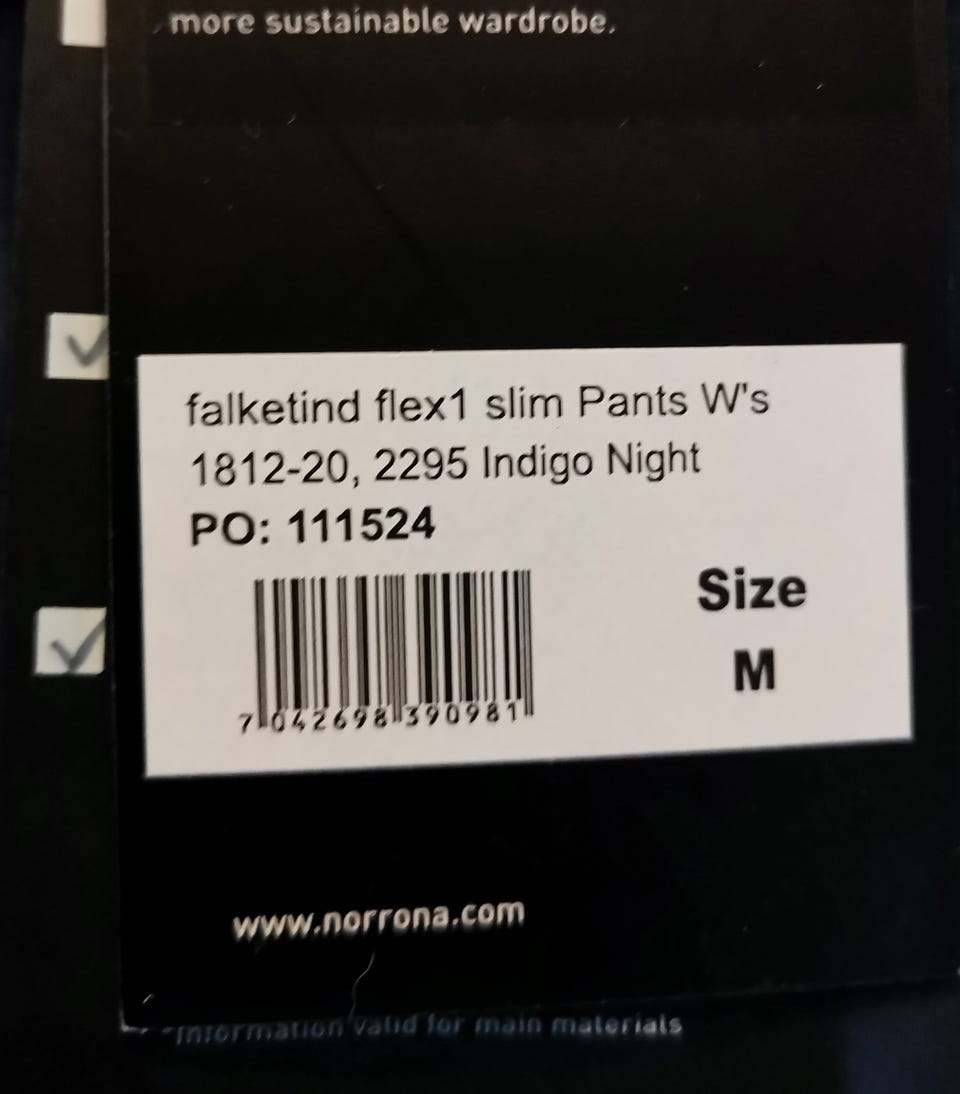 more sustainable wardrobe.
falketind flex1 slim Pants W's
1812-20, 2295 Indigo Night
PO: 111524
Size
M
7 042698 390981
www.norrona.com
Information valid for main materials